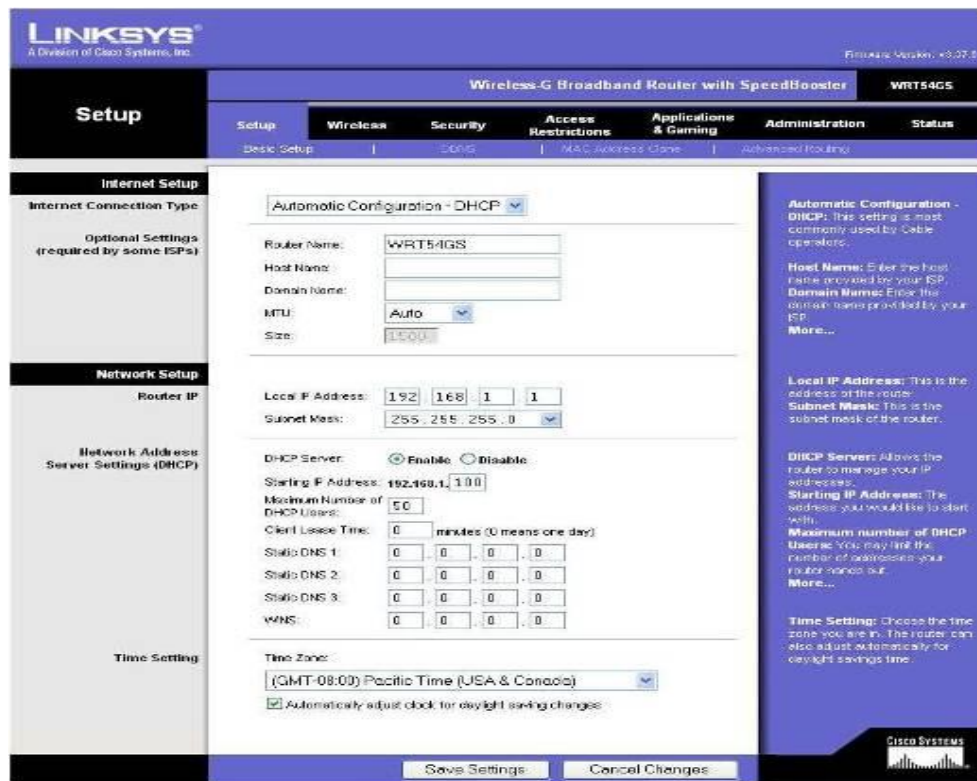 LINKSYS®
A Division of Cisco Systems, Inc.
Firmware Version:
Wireless-G Broadband Router with SpeedBooster
WRT54GS
Setup
Setup
Wireless
Security
Access Restrictions
Applications & Gaming
Administration
Status
Basic Setup | DDNS | MAC Address Clone | Advanced Routing
Internet Setup
Internet Connection Type
Automatic Configuration - DHCP
Optional Settings
(required by some ISPs)
Router Name: WRT54GS
Host Name:
Domain Name:
MTU: Auto
Size: 1500
Network Setup
Router IP
Local IP Address: 192 . 168 . 1 . 1
Subnet Mask: 255.255.255.0
Network Address
Server Settings (DHCP)
DHCP Server: Enable Disable
Starting IP Address: 192.168.1. 100
Maximum Number of
DHCP Users: 50
Client Lease Time: 0 minutes (0 means one day)
Static DNS 1: 0 . 0 . 0 . 0
Static DNS 2: 0 . 0 . 0 . 0
Static DNS 3: 0 . 0 . 0 . 0
WINS: 0 . 0 . 0 . 0
Time Setting
Time Zone:
(GMT-08:00) Pacific Time (USA & Canada)
Automatically adjust clock for daylight saving changes
Automatic Configuration -
DHCP: This setting is most
commonly used by Cable
operators.
Host Name: Enter the host
name provided by your ISP.
Domain Name: Enter the
domain name provided by your
ISP.
More...
Local IP Address: This is the
address of the router
Subnet Mask: This is the
subnet mask of the router.
DHCP Server: Allows the
router to manage your IP
addresses.
Starting IP Address: The
address you would like to start
with.
Maximum number of DHCP
Users: You may limit the
number of addresses your
router hands out.
More...
Time Setting: Choose the time
zone you are in. The router can
also adjust automatically for
daylight savings time.
Save Settings
Cancel Changes
CISCO SYSTEMS